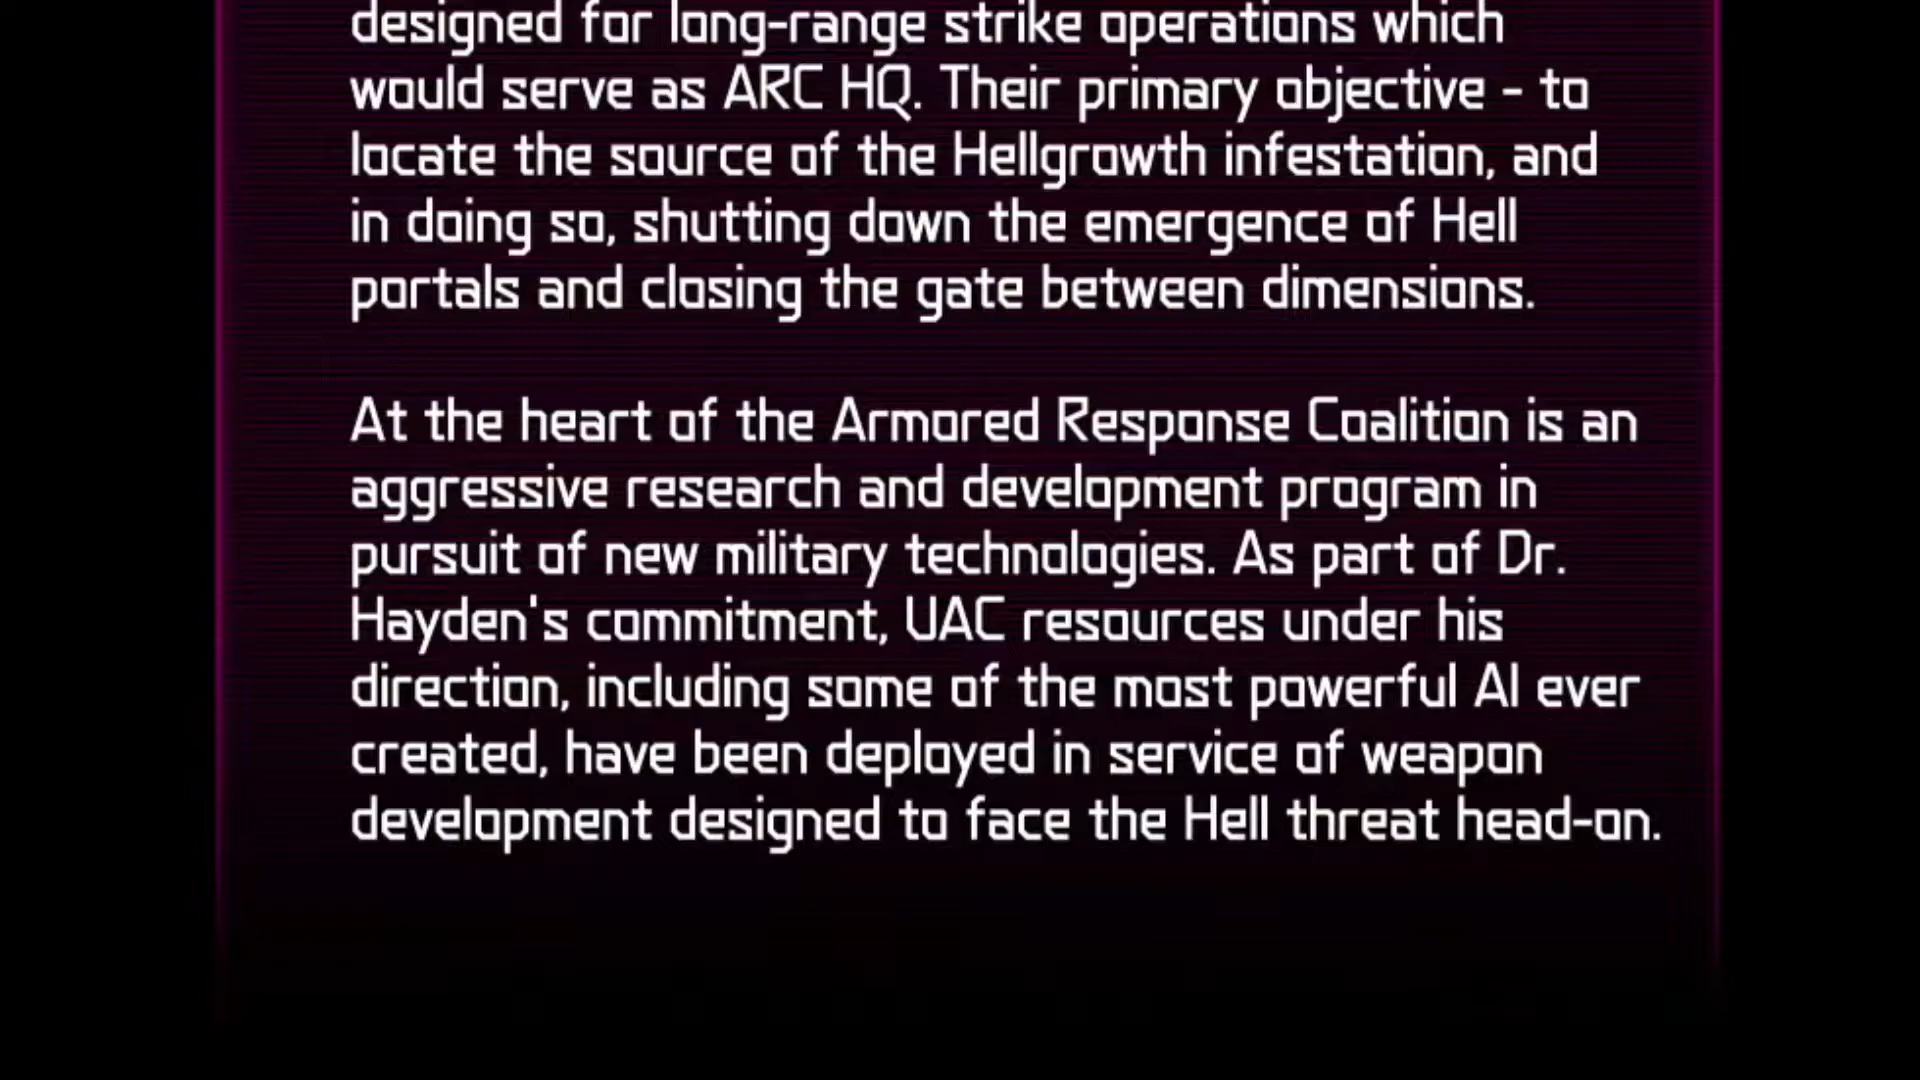 designed for long-range strike operations which
would serve as ARC HQ. Their primary objective - to
locate the source of the Hellgrowth infestation, and
in doing so, shutting down the emergence of Hell
portals and closing the gate between dimensions.
At the heart of the Armored Response Coalition is an
aggressive research and development program in
pursuit of new military technologies. As part of Dr.
Hayden's commitment, UAC resources under his
direction, including some of the most powerful AI ever
created, have been deployed in service of weapon
development designed to face the Hell threat head-on.